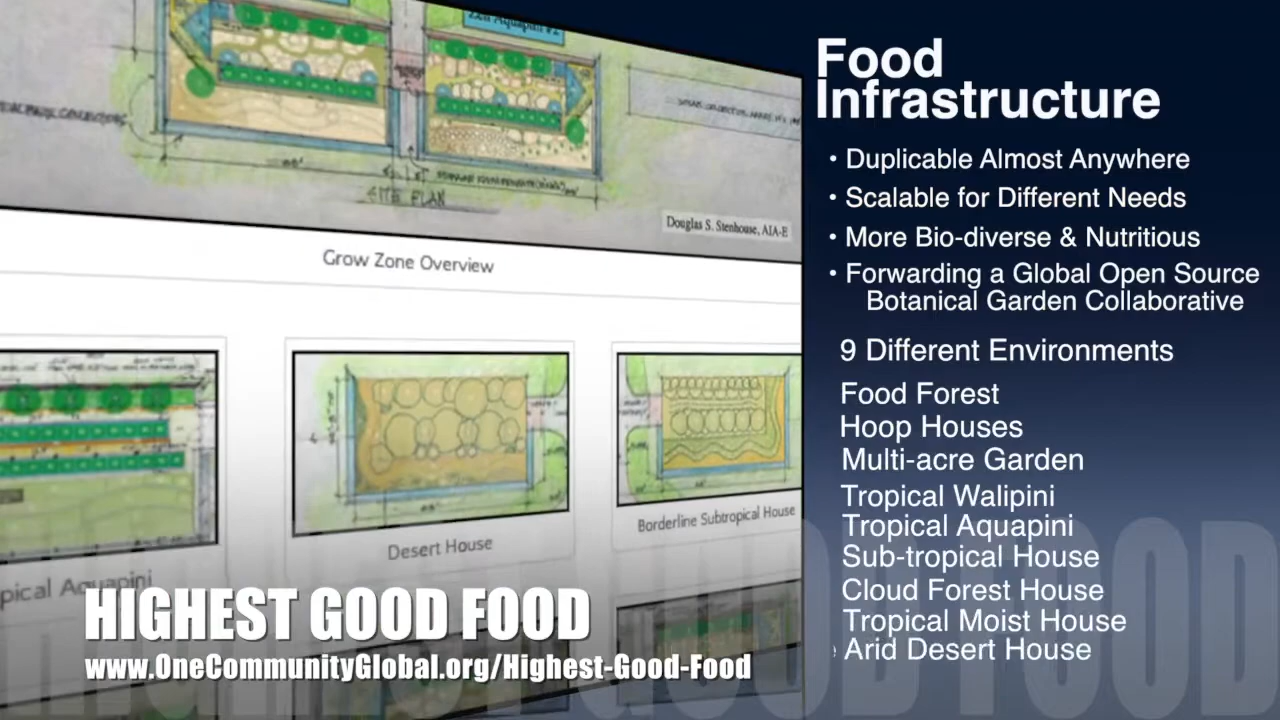 SITE PLAN
Douglas S. Stenhouse, AIA-E
Grow Zone Overview
Desert House
Borderline Subtropical House
pical Aquapini
HIGHEST GOOD FOOD
www.OneCommunityGlobal.org/Highest-Good-Food
Food
Infrastructure
• Duplicable Almost Anywhere
• Scalable for Different Needs
• More Bio-diverse & Nutritious
• Forwarding a Global Open Source
Botanical Garden Collaborative
9 Different Environments
Food Forest
Hoop Houses
Multi-acre Garden
Tropical Walipini
Tropical Aquapini
Sub-tropical House
Cloud Forest House
Tropical Moist House
Arid Desert House